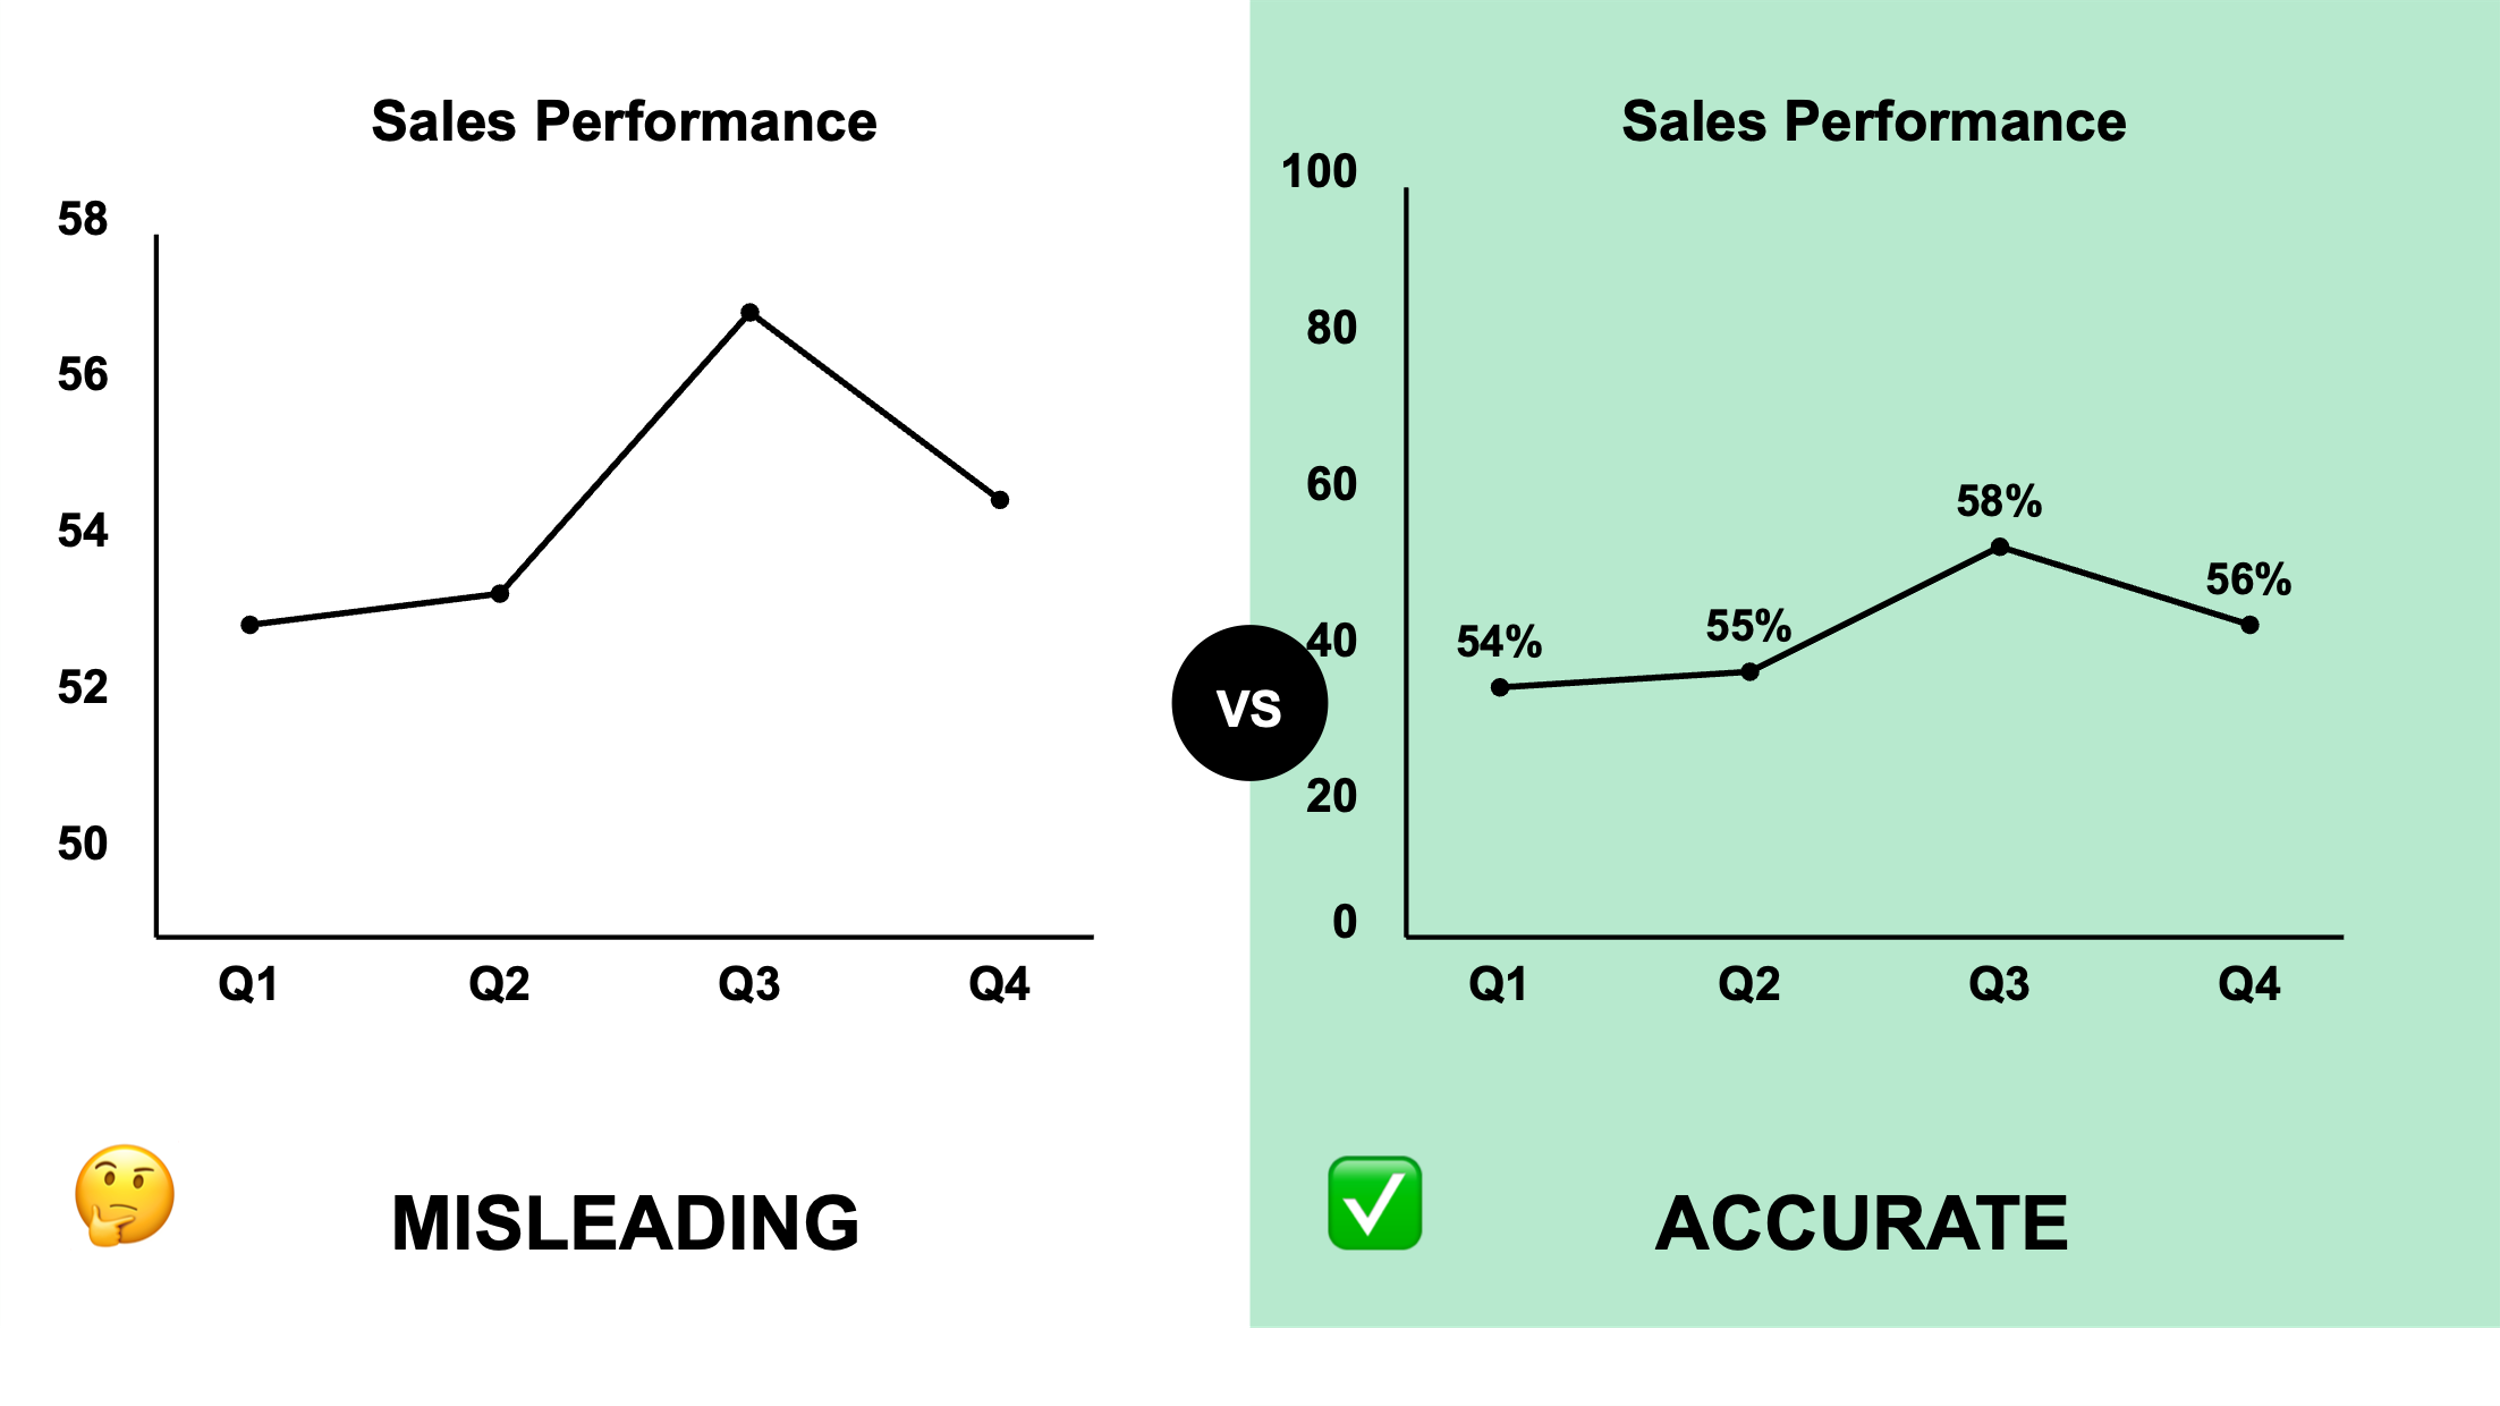 Sales Performance
58
56
54
52
50
Q1 Q2 Q3 Q4
MISLEADING
VS
Sales Performance
100
80
60
40
20
0
54%
55%
58%
56%
Q1 Q2 Q3 Q4
ACCURATE